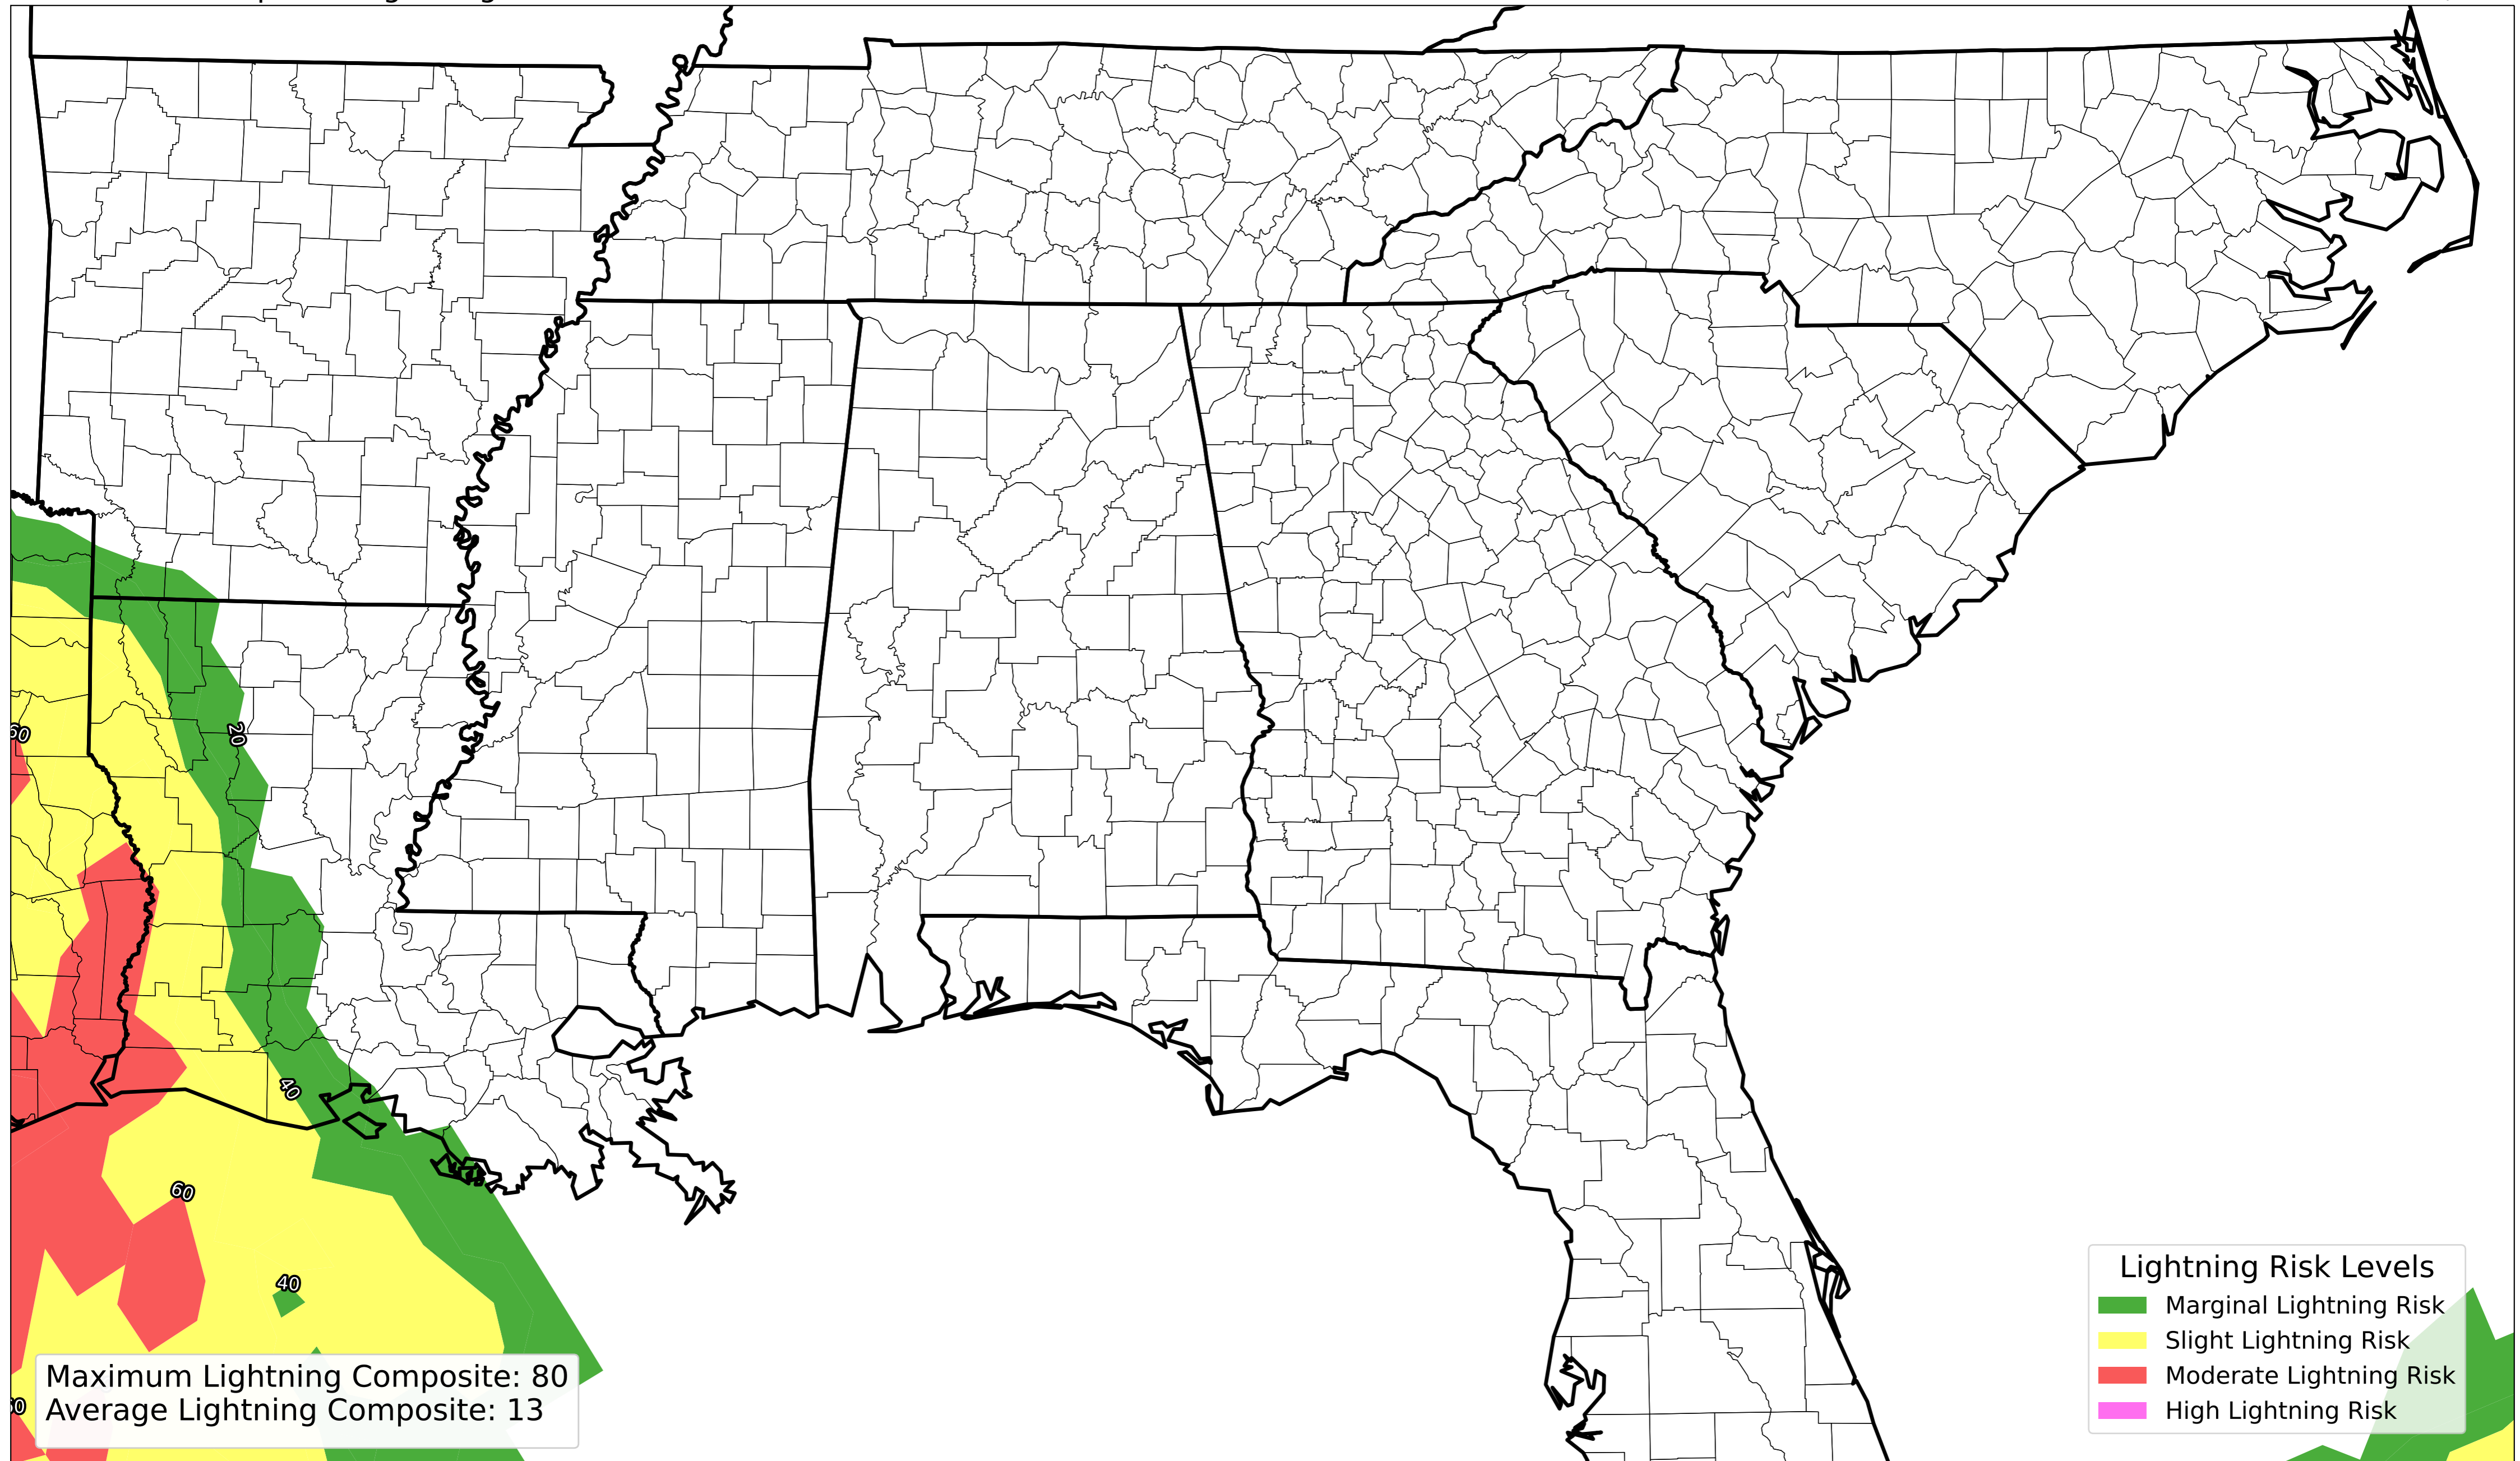 60
20
40
60
40
Lightning Risk Levels
Marginal Lightning Risk
Slight Lightning Risk
Moderate Lightning Risk
High Lightning Risk
Maximum Lightning Composite: 80
Average Lightning Composite: 13